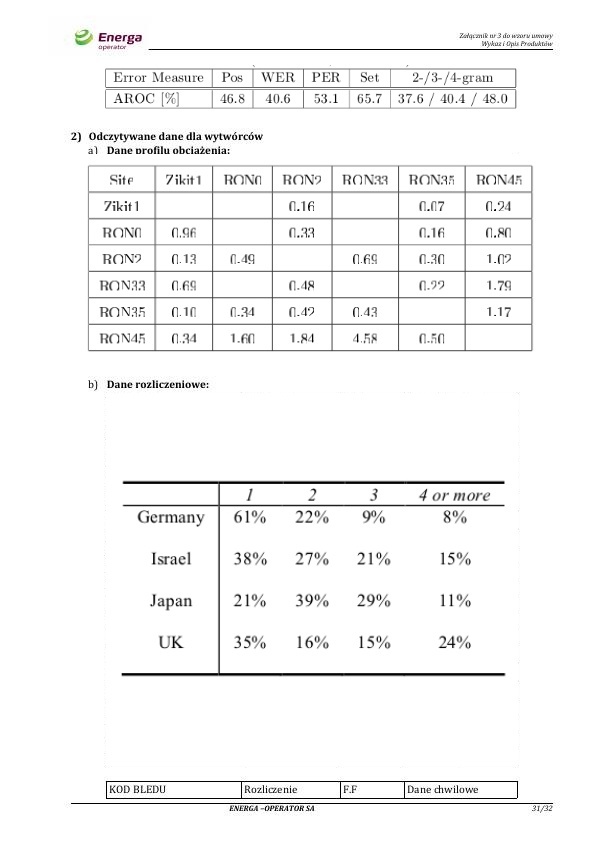 Energa
operator
Załącznik nr 3 do wzoru umowy
Wykaz i Opis Produktów
Error Measure Pos WER PER Set 2-/3-/4-gram
AROC [%] 46.8 40.6 53.1 65.7 37.6 / 40.4 / 48.0
2) Odczytywane dane dla wytwórców
a) Dane profilu obciążenia:
Site Zikit1 RON0 RON2 RON33 RON35 RON45
Zikit1 0.16 0.07 0.24
RON0 0.96 0.33 0.16 0.80
RON2 0.13 0.49 0.69 0.30 1.02
RON33 0.69 0.48 0.22 1.79
RON35 0.10 0.34 0.42 0.43 1.17
RON45 0.34 1.60 1.84 4.58 0.50
b) Dane rozliczeniowe:
1 2 3 4 or more
Germany 61% 22% 9% 8%
Israel 38% 27% 21% 15%
Japan 21% 39% 29% 11%
UK 35% 16% 15% 24%
KOD BLEDU Rozliczenie F.F Dane chwilowe
ENERGA –OPERATOR SA 31/32